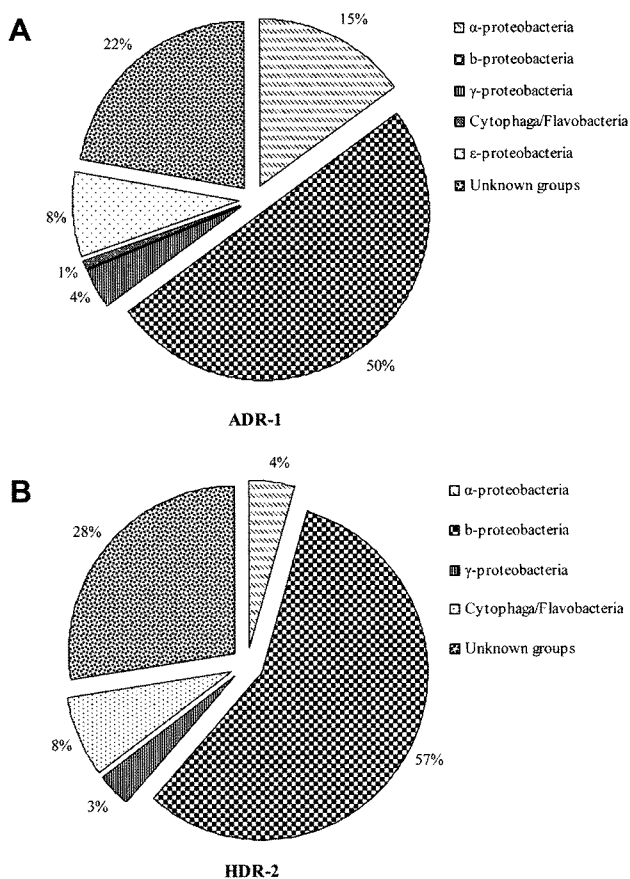 A
15%
22%
8%
1%
4%
50%
α-proteobacteria
b-proteobacteria
γ-proteobacteria
Cytophaga/Flavobacteria
ε-proteobacteria
Unknown groups
ADR-1
B
4%
28%
8%
3%
57%
α-proteobacteria
b-proteobacteria
γ-proteobacteria
Cytophaga/Flavobacteria
Unknown groups
HDR-2